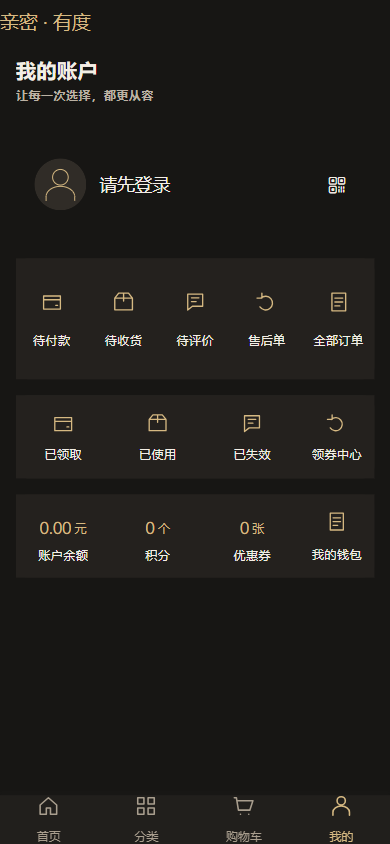 亲密 · 有度
我的账户
让每一次选择，都更从容
请先登录
待付款 待收货 待评价 售后单 全部订单
已领取 已使用 已失效 领券中心
0.00 元 0 个 0 张
账户余额 积分 优惠券 我的钱包
首页 分类 购物车 我的